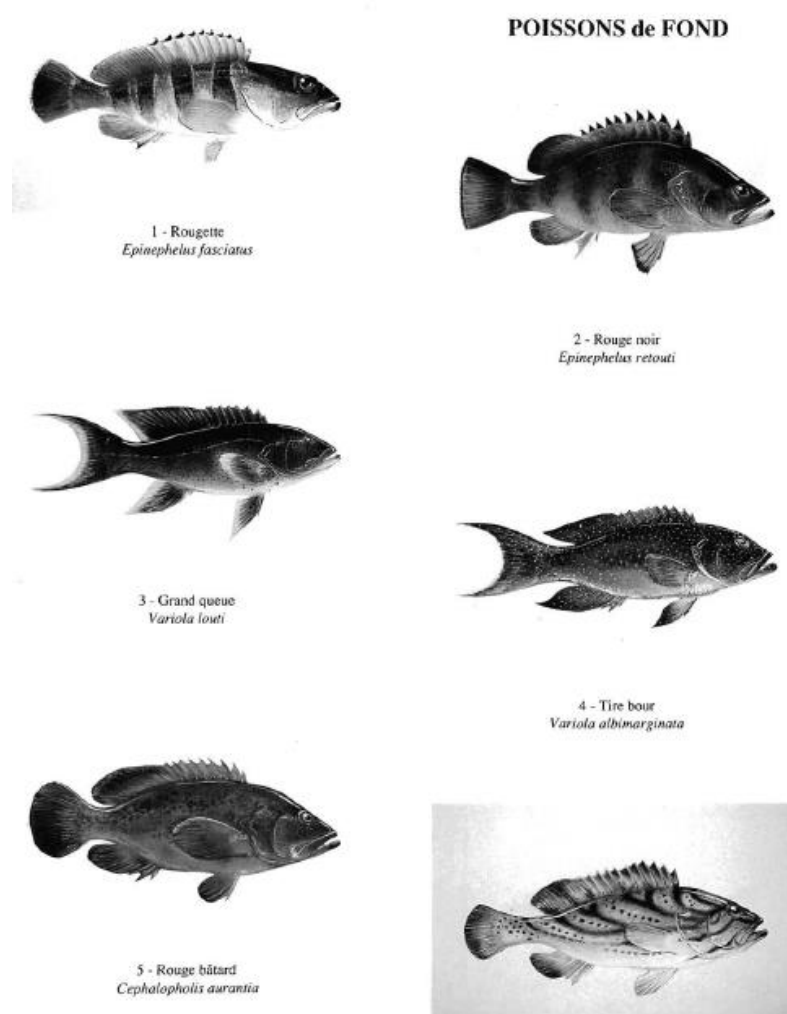 POISSONS de FOND
1 - Rougette
Epinephelus fasciatus
2 - Rouge noir
Epinephelus retouti
3 - Grand queue
Variola louti
4 - Tire bour
Variola albimarginata
5 - Rouge bâtard
Cephalopholis aurantia